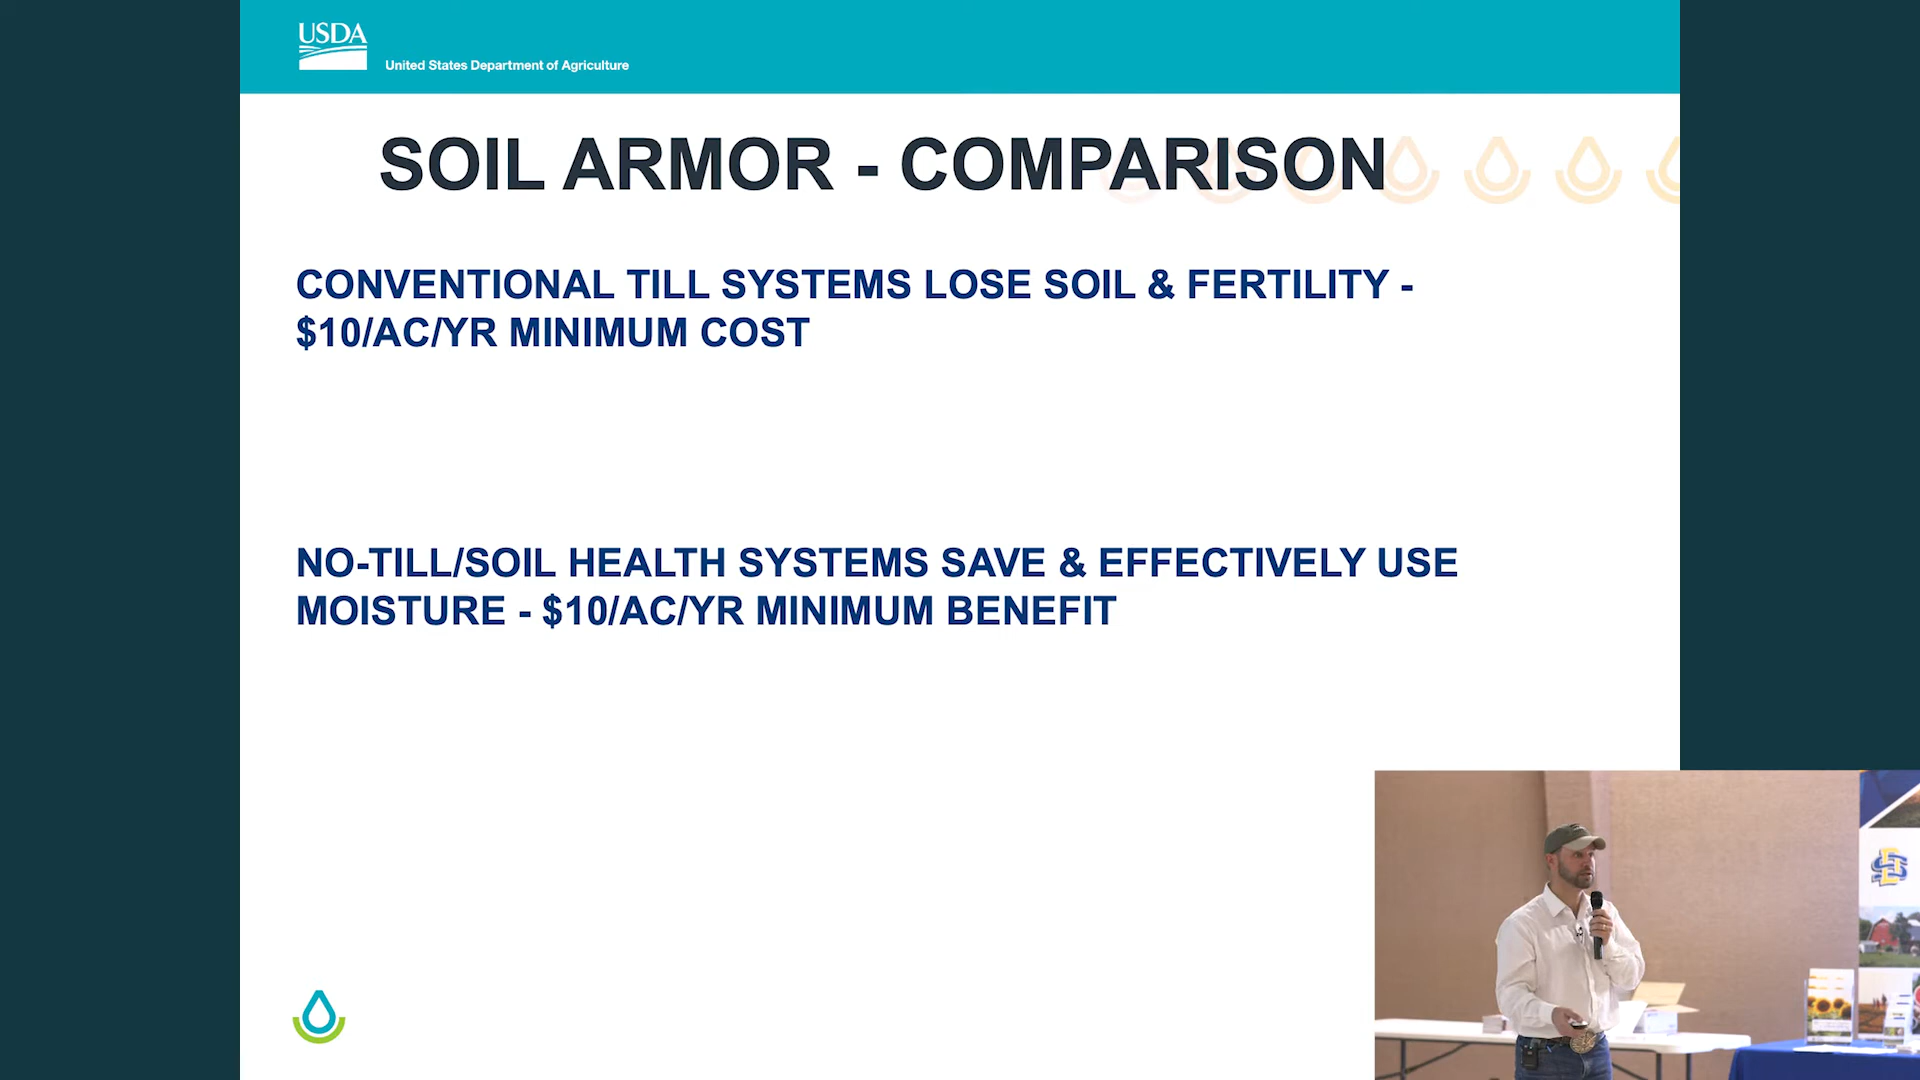 USDA
United States Department of Agriculture
SOIL ARMOR - COMPARISON
CONVENTIONAL TILL SYSTEMS LOSE SOIL & FERTILITY -
$10/AC/YR MINIMUM COST
NO-TILL/SOIL HEALTH SYSTEMS SAVE & EFFECTIVELY USE
MOISTURE - $10/AC/YR MINIMUM BENEFIT